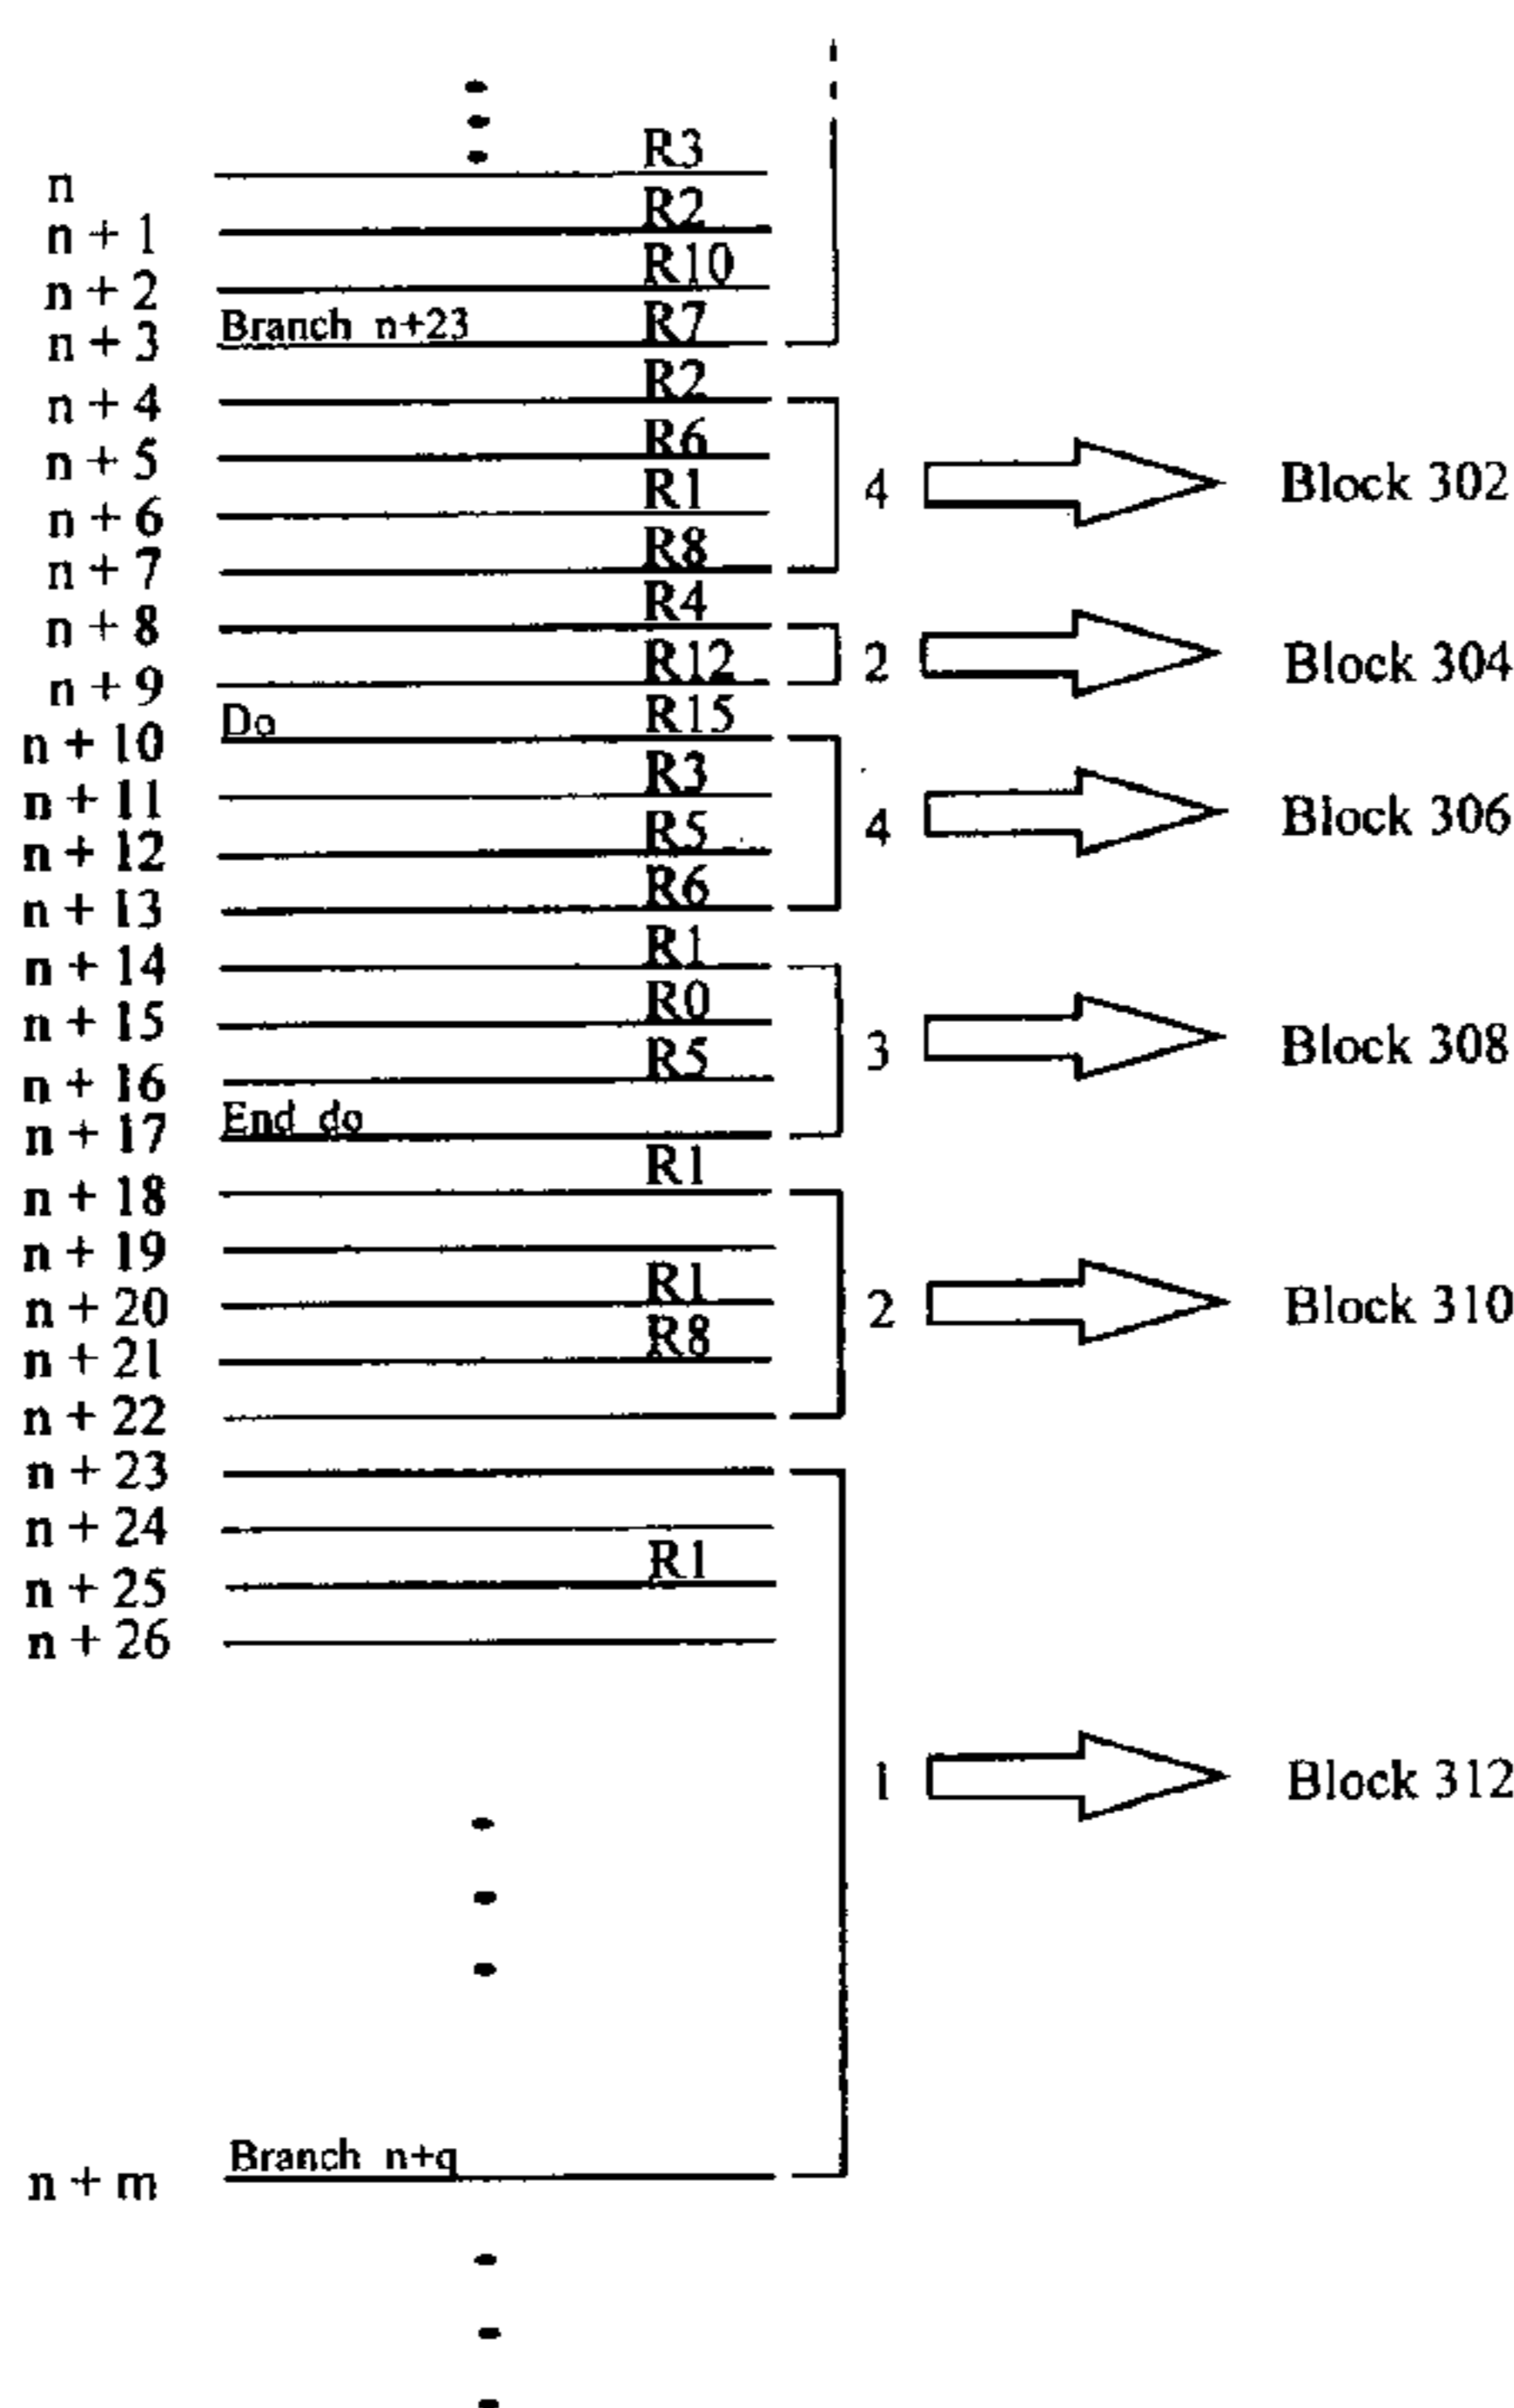 R3
n
R2
n + 1
R10
n + 2
Branch n+23 R7
n + 3
R2
n + 4
R6
n + 5
4 Block 302
R1
n + 6
R8
n + 7
R4
n + 8
R12 2 Block 304
n + 9
Do R15
n + 10
R3
n + 11
4 Block 306
R5
n + 12
R6
n + 13
R1
n + 14
R0
n + 15
3 Block 308
R5
n + 16
End do
n + 17
R1
n + 18
n + 19
R1
n + 20 2 Block 310
R8
n + 21
n + 22
n + 23
n + 24
R1
n + 25
n + 26
1 Block 312
Branch n+q
n + m